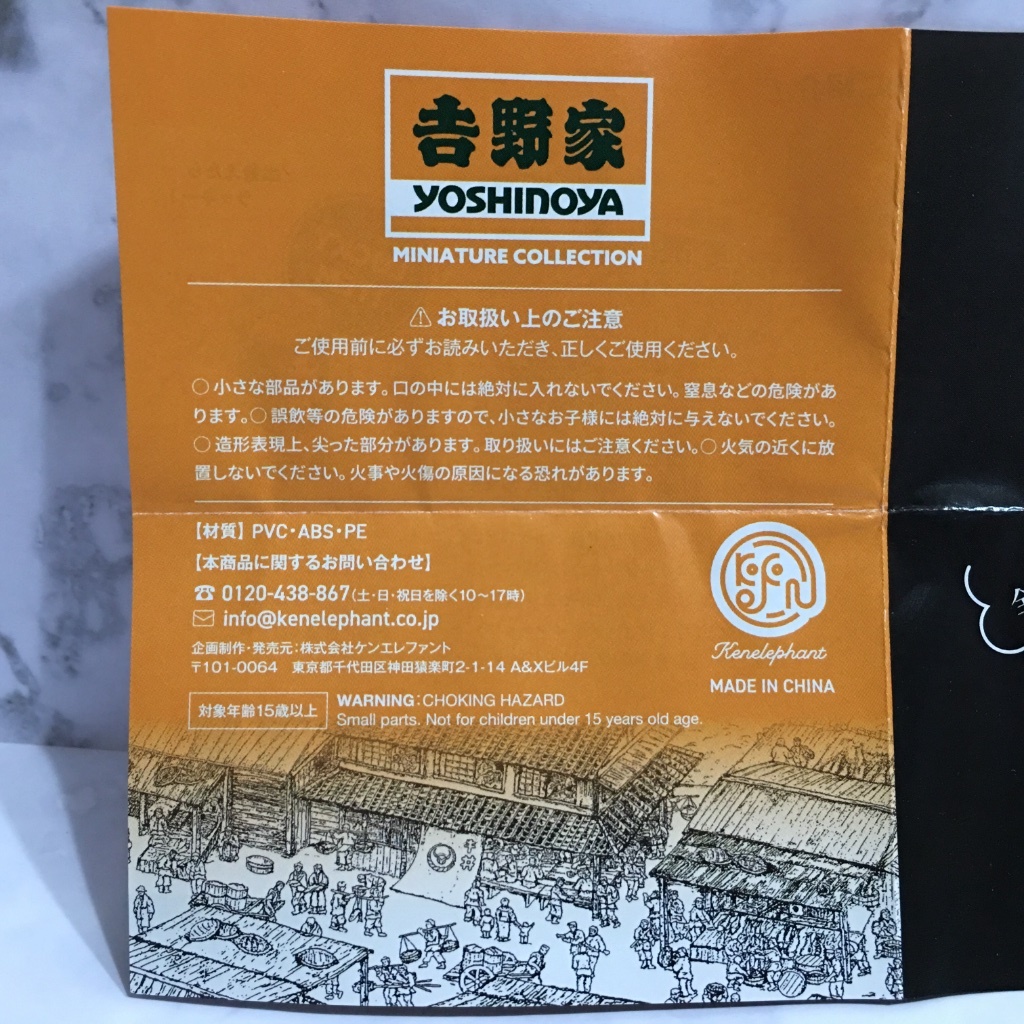 吉野家
YOSHINOYA
MINIATURE COLLECTION
⚠ お取扱い上のご注意
ご使用前に必ずお読みいただき、正しくご使用ください。
○ 小さな部品があります。口の中には絶対に入れないでください。窒息などの危険があ
ります。○ 誤飲等の危険がありますので、小さなお子様には絶対に与えないでください。
○ 造形表現上、尖った部分があります。取り扱いにはご注意ください。○ 火気の近くに放
置しないでください。火事や火傷の原因になる恐れがあります。
【材質】PVC・ABS・PE
【本商品に関するお問い合わせ】
☎ 0120-438-867(土・日・祝日を除く10〜17時)
✉ info@kenelephant.co.jp
企画制作・発売元:株式会社ケンエレファント
〒101-0064 東京都千代田区神田猿楽町2-1-14 A&Xビル4F
Kenelephant
MADE IN CHINA
対象年齢15歳以上
WARNING:CHOKING HAZARD
Small parts. Not for children under 15 years old age.